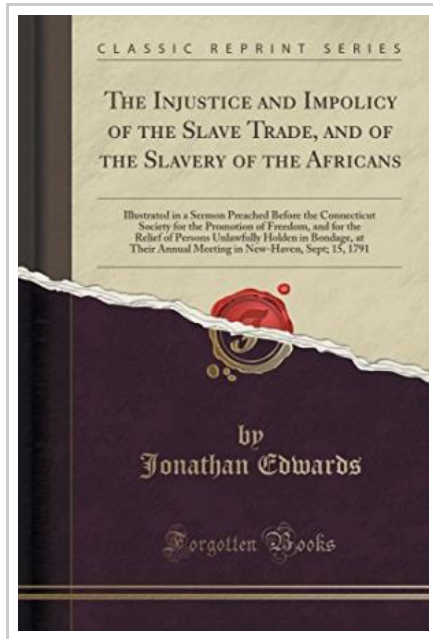 CLASSIC REPRINT SERIES
THE INJUSTICE AND IMPOLICY
OF THE SLAVE TRADE, AND OF
THE SLAVERY OF THE AFRICANS
Illustrated in a Sermon Preached Before the Connecticut
Society for the Promotion of Freedom, and for the
Relief of Persons Unlawfully Holden in Bondage, at
Their Annual Meeting in New-Haven, Sept; 15, 1791
by
Jonathan Edwards
Forgotten Books